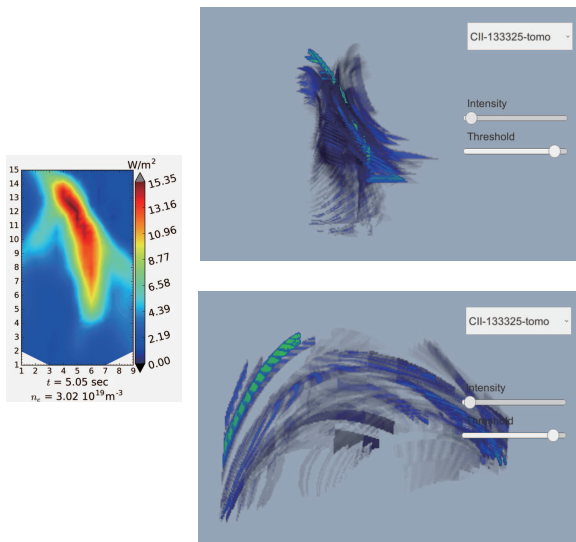 W/m²
15
14
13
12
11
10
9
8
7
6
5
4
3
2
1
1 2 3 4 5 6 7 8 9
15.35
13.16
10.96
8.77
6.58
4.39
2.19
0.00
t = 5.05 sec
nₑ = 3.02 10¹⁹m⁻³
CII-133325-tomo
Intensity
Threshold
CII-133325-tomo
Intensity
Threshold